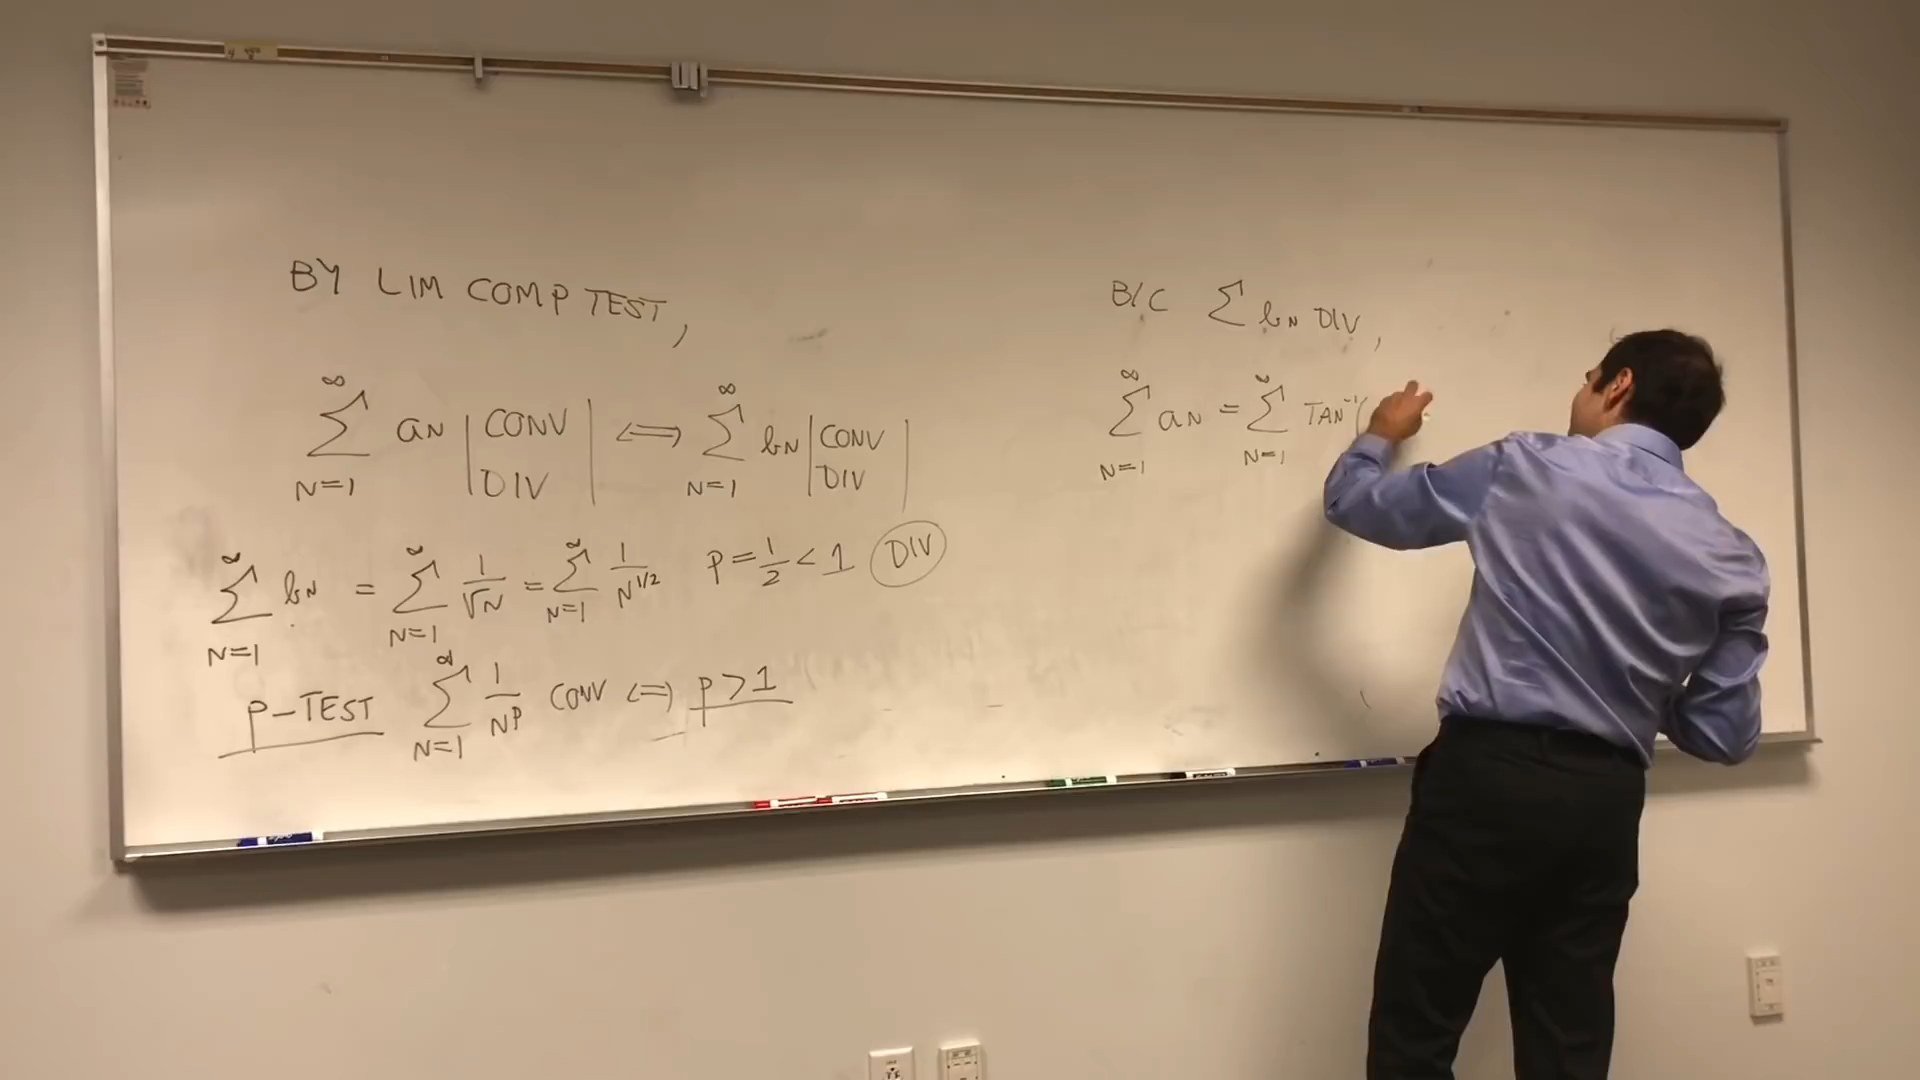 BY LIM COMP TEST,
∞ ∑ N=1 aN | CONV DIV | ⟺ ∞ ∑ N=1 bN | CONV DIV |
∞ ∑ N=1 bN = ∞ ∑ N=1 1/√N = ∞ ∑ N=1 1/N^1/2 P = 1/2 < 1 DIV
P-TEST ∞ ∑ N=1 1/N^P CONV ⟺ P > 1
B/C ∑ bN DIV,
∞ ∑ N=1 aN = ∞ ∑ N=1 TAN^-1(